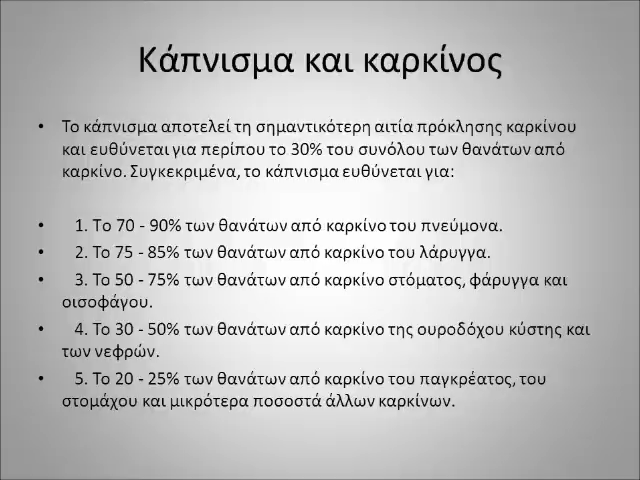 Κάπνισμα και καρκίνος
• Το κάπνισμα αποτελεί τη σημαντικότερη αιτία πρόκλησης καρκίνου
και ευθύνεται για περίπου το 30% του συνόλου των θανάτων από
καρκίνο. Συγκεκριμένα, το κάπνισμα ευθύνεται για:
• 1. Το 70 - 90% των θανάτων από καρκίνο του πνεύμονα.
• 2. Το 75 - 85% των θανάτων από καρκίνο του λάρυγγα.
• 3. Το 50 - 75% των θανάτων από καρκίνο στόματος, φάρυγγα και
οισοφάγου.
• 4. Το 30 - 50% των θανάτων από καρκίνο της ουροδόχου κύστης και
των νεφρών.
• 5. Το 20 - 25% των θανάτων από καρκίνο του παγκρέατος, του
στομάχου και μικρότερα ποσοστά άλλων καρκίνων.